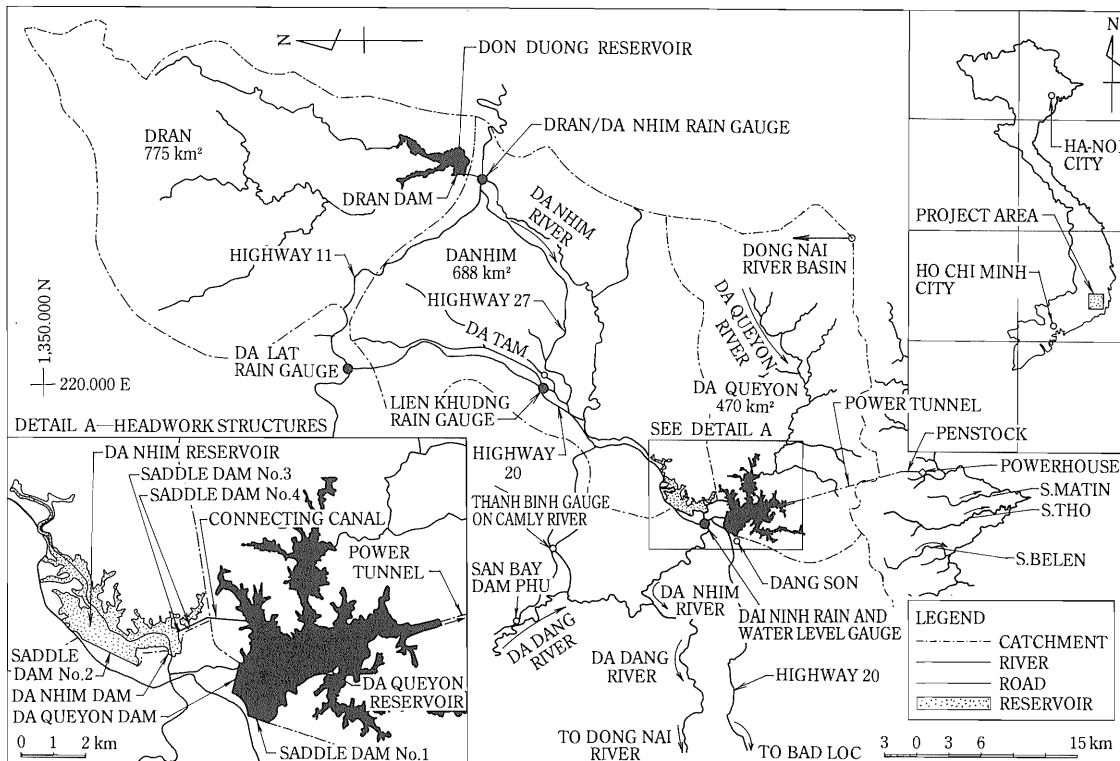 N
DON DUONG RESERVOIR
DRAN/DA NHIM RAIN GAUGE
DRAN
775 km²
DRAN DAM
DA NHIM
RIVER
HIGHWAY 11
DANHIM
688 km²
HIGHWAY 27
DA TAM
DONG NAI
RIVER BASIN
DA QUEYON
RIVER
1,350.000 N
220.000 E
DA LAT
RAIN GAUGE
LIEN KHUDNG
RAIN GAUGE
DA QUEYON
470 km²
POWER TUNNEL
PENSTOCK
POWERHOUSE
S.MATIN
S.THO
S.BELEN
SEE DETAIL A
HIGHWAY
20
THANH BINH GAUGE
ON CAMLY RIVER
SAN BAY
DAM PHU
DA DANG
RIVER
DA NHIM
RIVER
DANG SON
DAI NINH RAIN AND
WATER LEVEL GAUGE
DA DANG
RIVER
HIGHWAY 20
TO DONG NAI
RIVER
TO BAD LOC
N
HA-NOI
CITY
PROJECT AREA
HO CHI MINH
CITY
DETAIL A—HEADWORK STRUCTURES
DA NHIM RESERVOIR
SADDLE DAM No.3
SADDLE DAM No.4
CONNECTING CANAL
POWER
TUNNEL
SADDLE
DAM No.2
DA NHIM DAM
DA QUEYON DAM
DA QUEYON
RESERVOIR
SADDLE DAM No.1
0 1 2 km
LEGEND
CATCHMENT
RIVER
ROAD
RESERVOIR
3 0 3 6 15 km